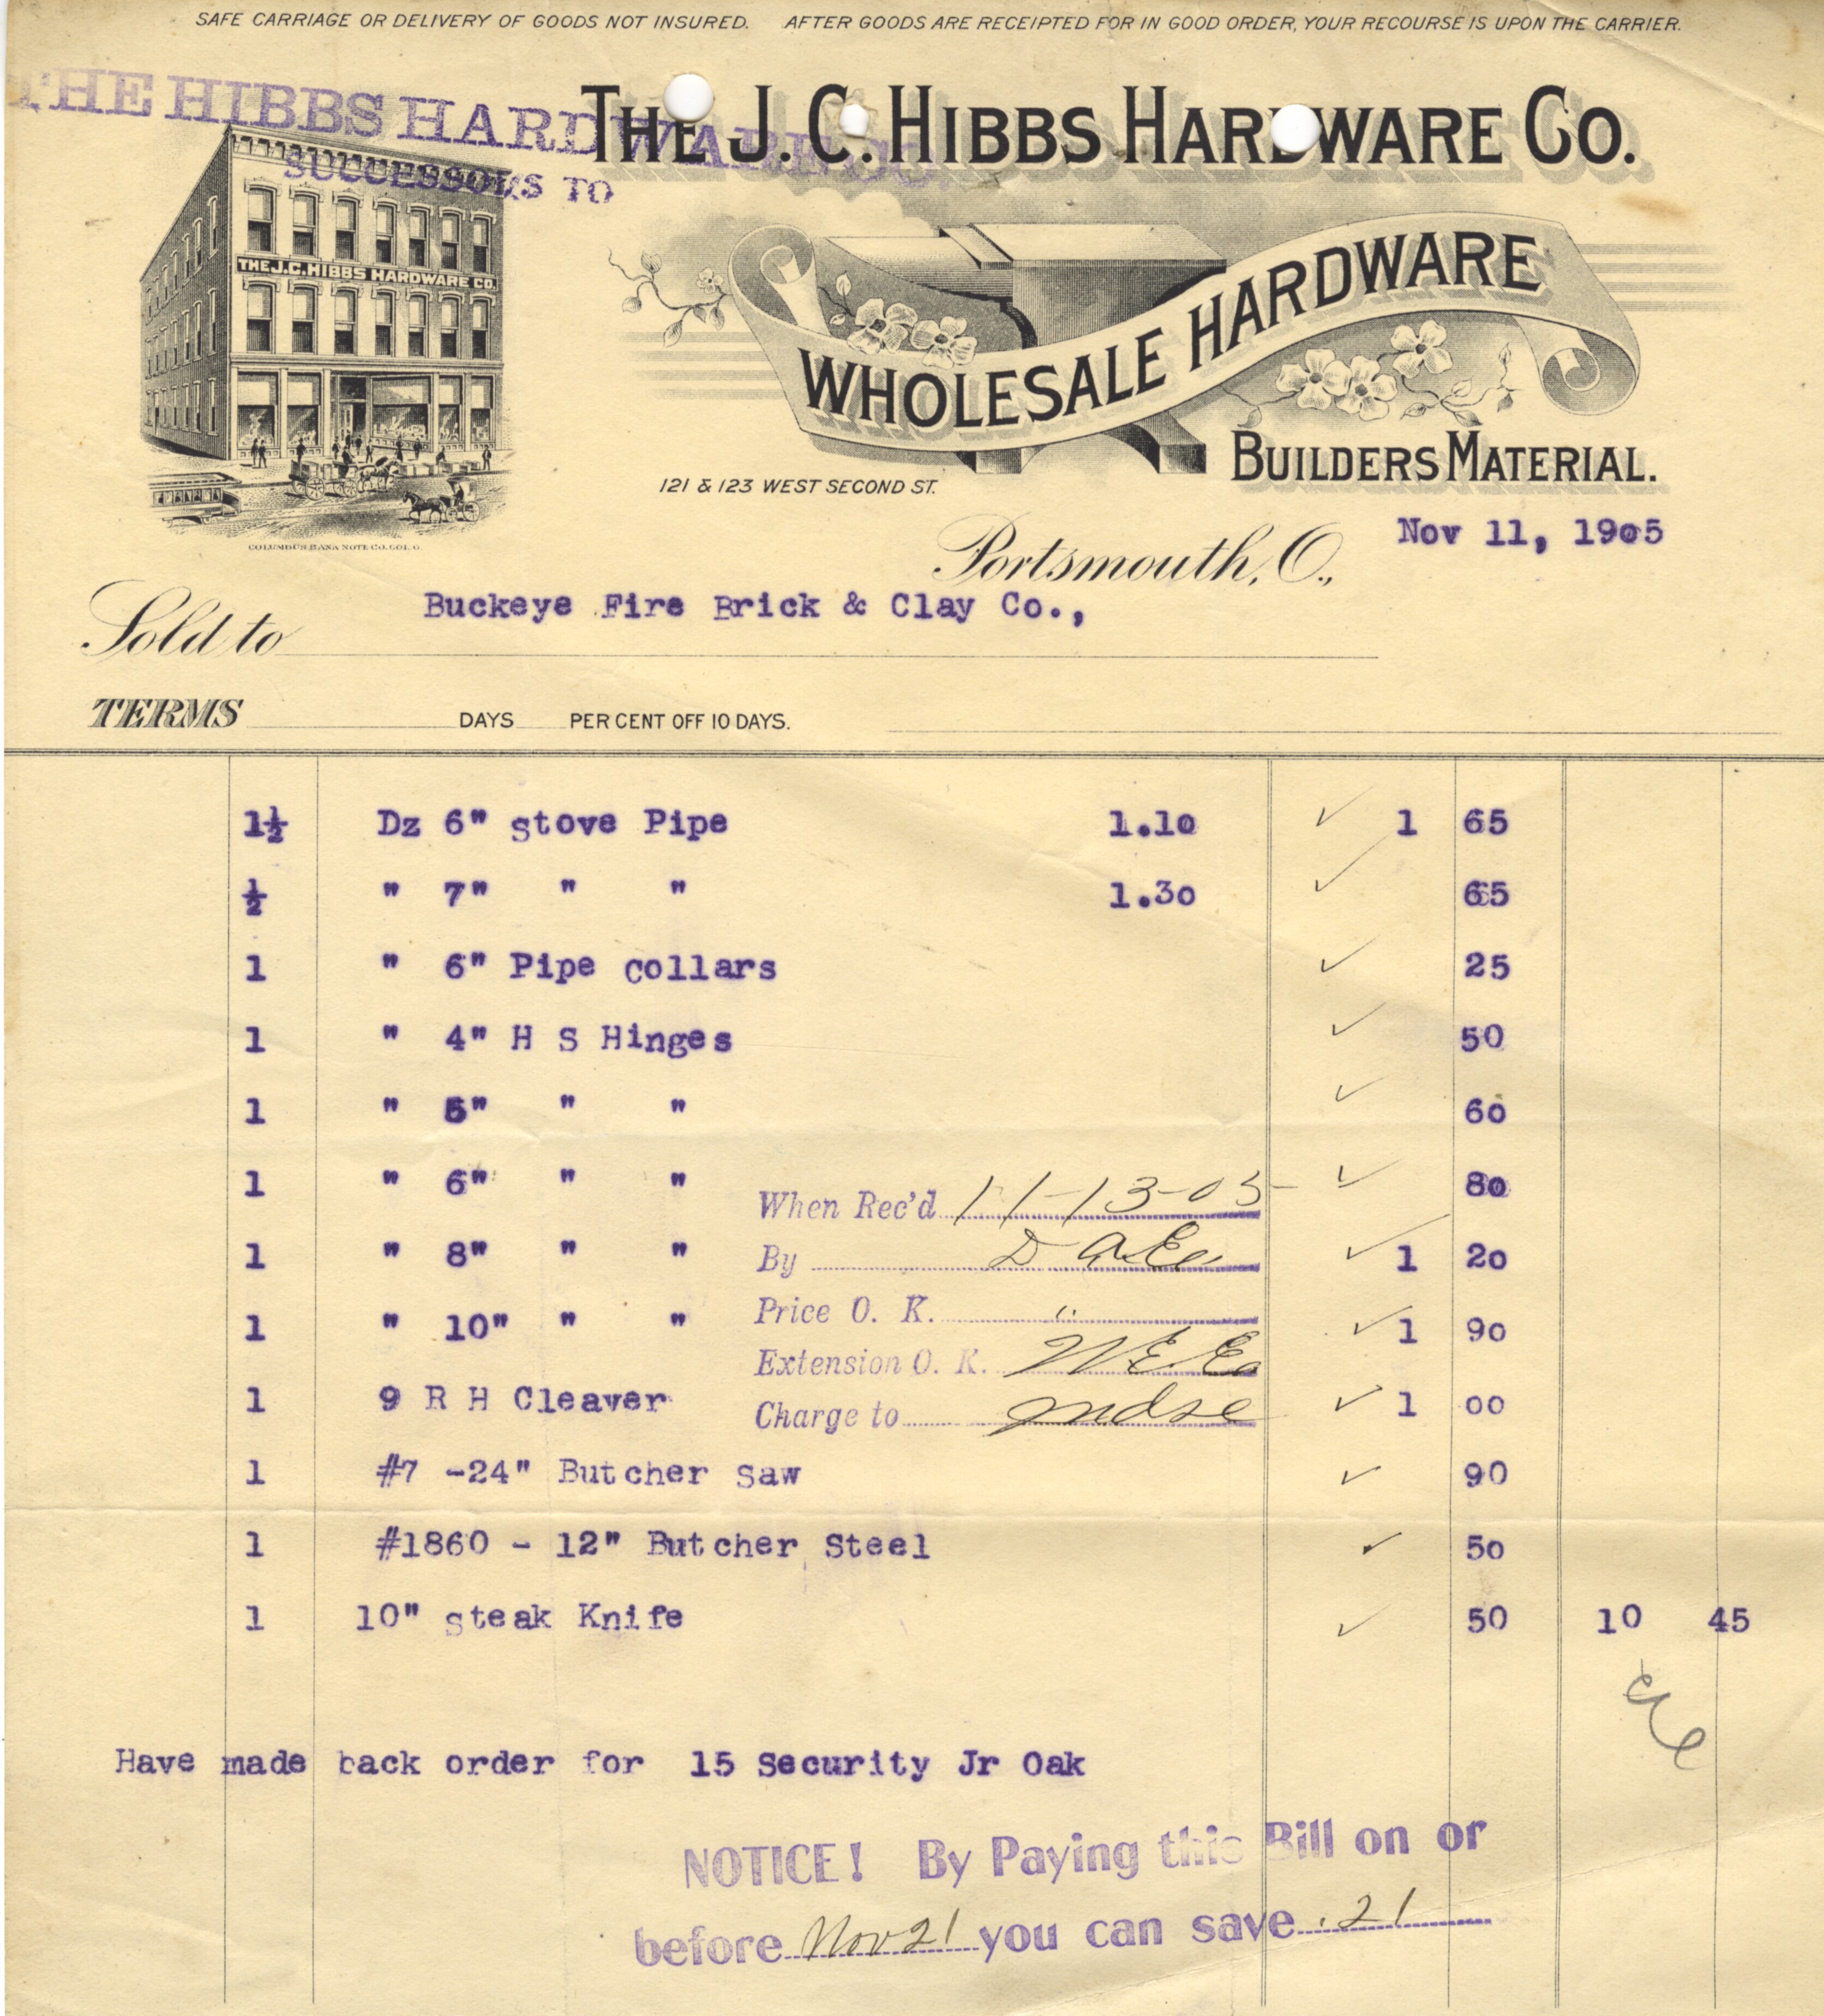 SAFE CARRIAGE OR DELIVERY OF GOODS NOT INSURED. AFTER GOODS ARE RECEIPTED FOR IN GOOD ORDER, YOUR RECOURSE IS UPON THE CARRIER.
THE HIBBS HARDWARE CO.
SUCCESSORS TO
THE J. C. HIBBS HARDWARE CO.
THE J.C. HIBBS HARDWARE CO.
WHOLESALE HARDWARE
BUILDERS MATERIAL.
121 & 123 WEST SECOND ST.
COLUMBUS BANK NOTE CO. COL. O.
Portsmouth, O., Nov 11, 1905
Sold to Buckeye Fire Brick & Clay Co.,
TERMS DAYS PER CENT OFF 10 DAYS.
1½ Dz 6" stove Pipe 1.10 ✓ 1 65
½ " 7" " " 1.30 ✓ 65
1 " 6" Pipe collars ✓ 25
1 " 4" H S Hinges ✓ 50
1 " 5" " " ✓ 60
1 " 6" " " ✓ 80
1 " 8" " " ✓ 1 20
1 " 10" " " ✓ 1 90
1 9 R H Cleaver ✓ 1 00
1 #7 -24" Butcher saw ✓ 90
1 #1860 - 12" Butcher Steel ✓ 50
1 10" steak Knife ✓ 50 10 45
When Rec'd 11-13-05
By
Price O. K. "
Extension O. K.
Charge to mdse
Have made back order for 15 Security Jr Oak
NOTICE! By Paying this Bill on or
before Nov 21 you can save .21